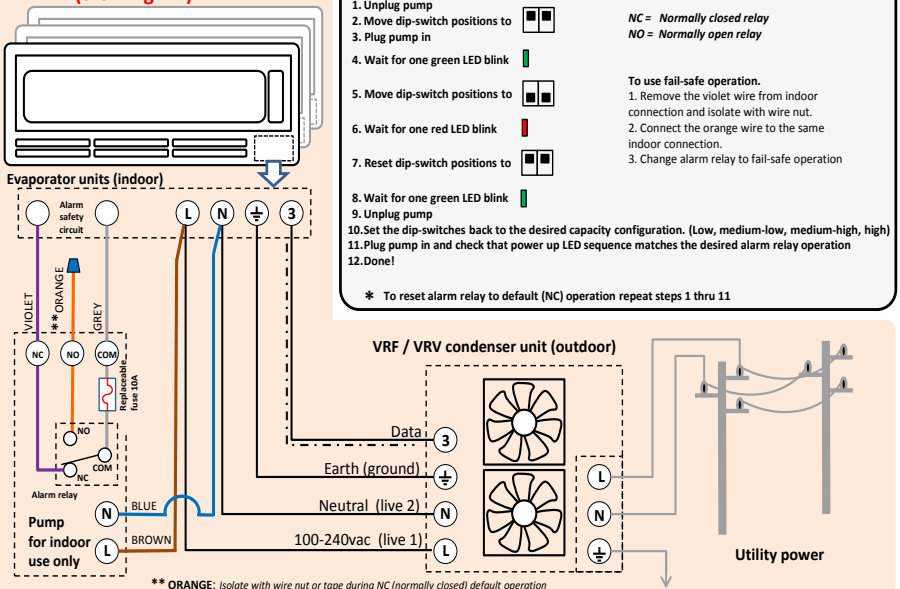 1. Unplug pump
2. Move dip-switch positions to
3. Plug pump in
4. Wait for one green LED blink
5. Move dip-switch positions to
6. Wait for one red LED blink
7. Reset dip-switch positions to
8. Wait for one green LED blink
9. Unplug pump
10.Set the dip-switches back to the desired capacity configuration. (Low, medium-low, medium-high, high)
11.Plug pump in and check that power up LED sequence matches the desired alarm relay operation
12.Done!
* To reset alarm relay to default (NC) operation repeat steps 1 thru 11
NC = Normally closed relay
NO = Normally open relay
To use fail-safe operation.
1. Remove the violet wire from indoor
connection and isolate with wire nut.
2. Connect the orange wire to the same
indoor connection.
3. Change alarm relay to fail-safe operation
Evaporator units (indoor)
Alarm
safety
circuit
L
N
3
VIOLET
**ORANGE
GREY
NC
NO
COM
Replaceable
fuse 10A
NO
COM
NC
Alarm relay
Pump
for indoor
use only
N
BLUE
L
BROWN
VRF / VRV condenser unit (outdoor)
Data
3
Earth (ground)
Neutral (live 2)
N
100-240vac (live 1)
L
L
N
Utility power
** ORANGE: Isolate with wire nut or tape during NC (normally closed) default operation